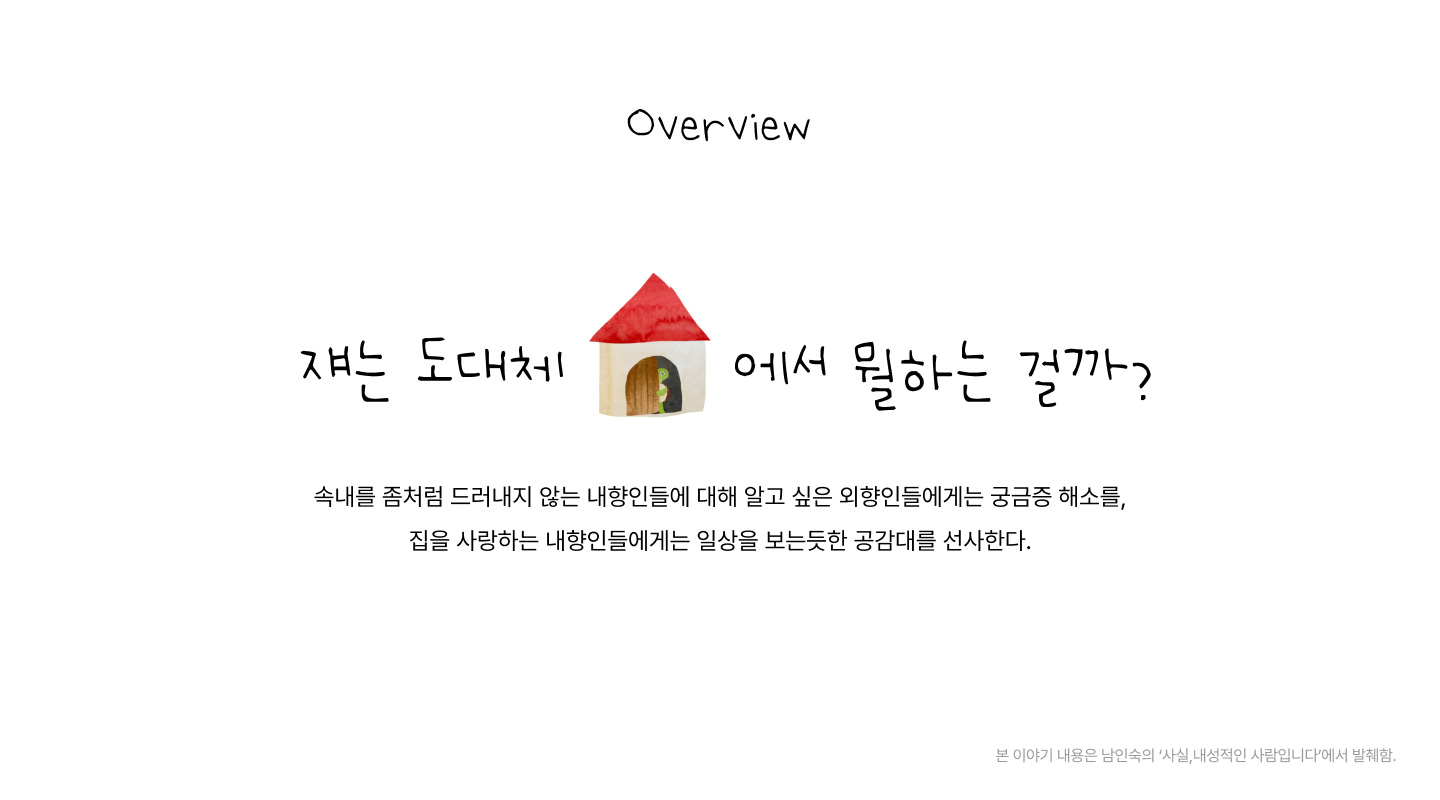 Overview
쟤는 도대체 에서 뭘하는 걸까?
속내를 좀처럼 드러내지 않는 내향인들에 대해 알고 싶은 외향인들에게는 궁금증 해소를,
집을 사랑하는 내향인들에게는 일상을 보는듯한 공감대를 선사한다.
본 이야기 내용은 남인숙의 ‘사실,내성적인 사람입니다’에서 발췌함.